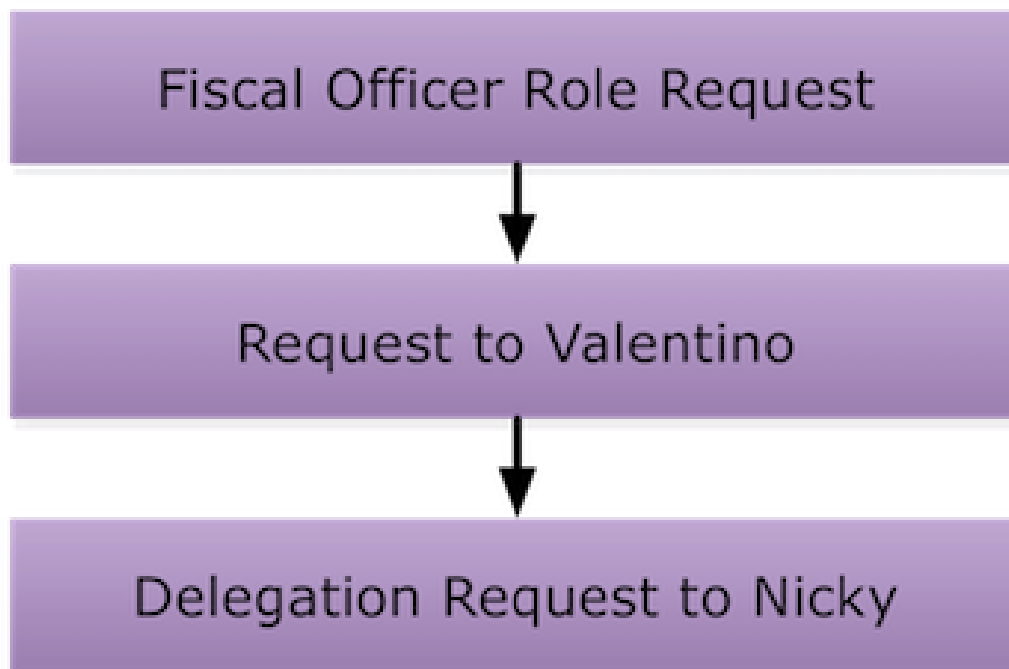 Fiscal Officer Role Request
Request to Valentino
Delegation Request to Nicky